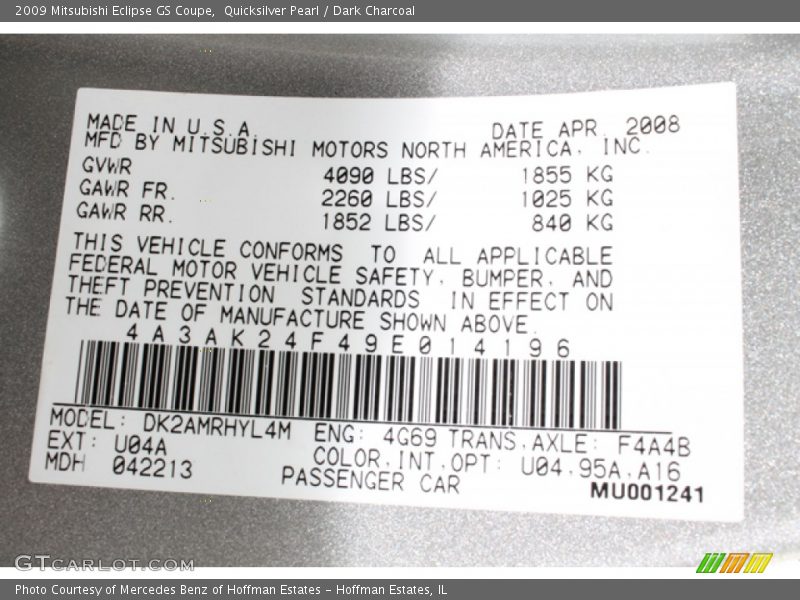 2009 Mitsubishi Eclipse GS Coupe,  Quicksilver Pearl / Dark Charcoal
MADE IN U.S.A. DATE APR. 2008
MFD BY MITSUBISHI MOTORS NORTH AMERICA, INC.
GVWR 4090 LBS/ 1855 KG
GAWR FR. 2260 LBS/ 1025 KG
GAWR RR. 1852 LBS/ 840 KG
THIS VEHICLE CONFORMS TO ALL APPLICABLE
FEDERAL MOTOR VEHICLE SAFETY, BUMPER, AND
THEFT PREVENTION STANDARDS IN EFFECT ON
THE DATE OF MANUFACTURE SHOWN ABOVE.
4A3AK24F49E014196
MODEL: DK2AMRHYL4M ENG: 4G69 TRANS,AXLE: F4A4B
EXT: U04A COLOR,INT,OPT: U04,95A,A16
MDH 042213 PASSENGER CAR MU001241
GTCARLOT.COM
Photo Courtesy of Mercedes Benz of Hoffman Estates - Hoffman Estates, IL